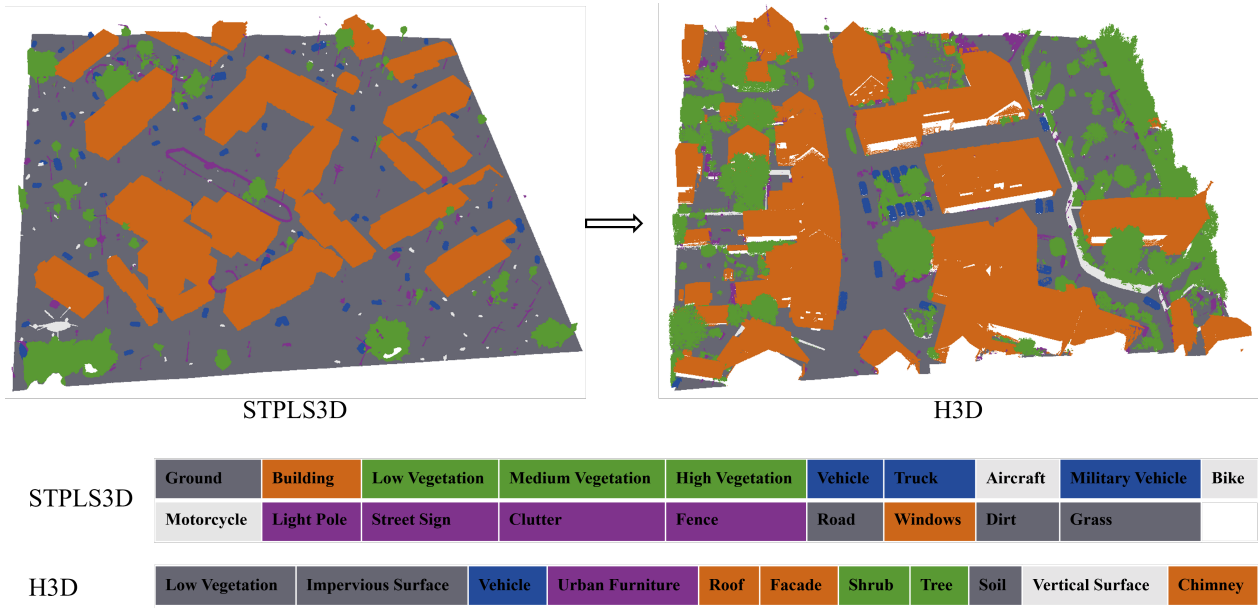 STPLS3D H3D
STPLS3D
Ground Building Low Vegetation Medium Vegetation High Vegetation Vehicle Truck Aircraft Military Vehicle Bike
Motorcycle Light Pole Street Sign Clutter Fence Road Windows Dirt Grass
H3D
Low Vegetation Impervious Surface Vehicle Urban Furniture Roof Facade Shrub Tree Soil Vertical Surface Chimney